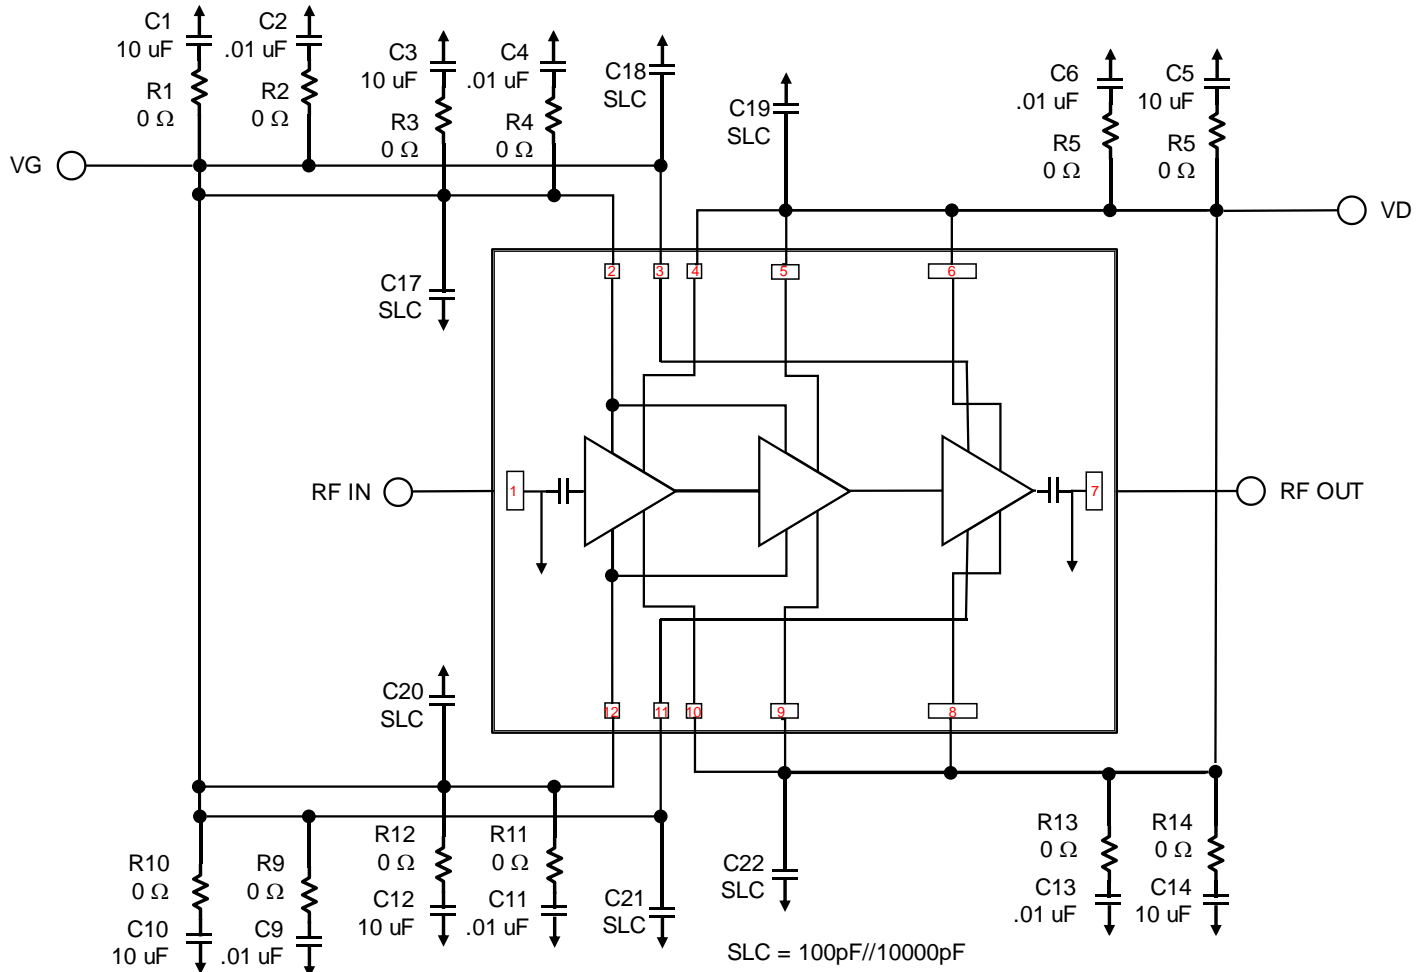 C1
10 uF
R1
0 Ω
C2
.01 uF
R2
0 Ω
C3
10 uF
R3
0 Ω
C4
.01 uF
R4
0 Ω
C18
SLC
C19
SLC
C6
.01 uF
R5
0 Ω
C5
10 uF
R5
0 Ω
VG
VD
C17
SLC
2
3
4
5
6
RF IN
1
7
RF OUT
C20
SLC
12
11
10
9
8
R10
0 Ω
C10
10 uF
R9
0 Ω
C9
.01 uF
R12
0 Ω
C12
10 uF
R11
0 Ω
C11
.01 uF
C21
SLC
C22
SLC
R13
0 Ω
C13
.01 uF
R14
0 Ω
C14
10 uF
SLC = 100pF//10000pF